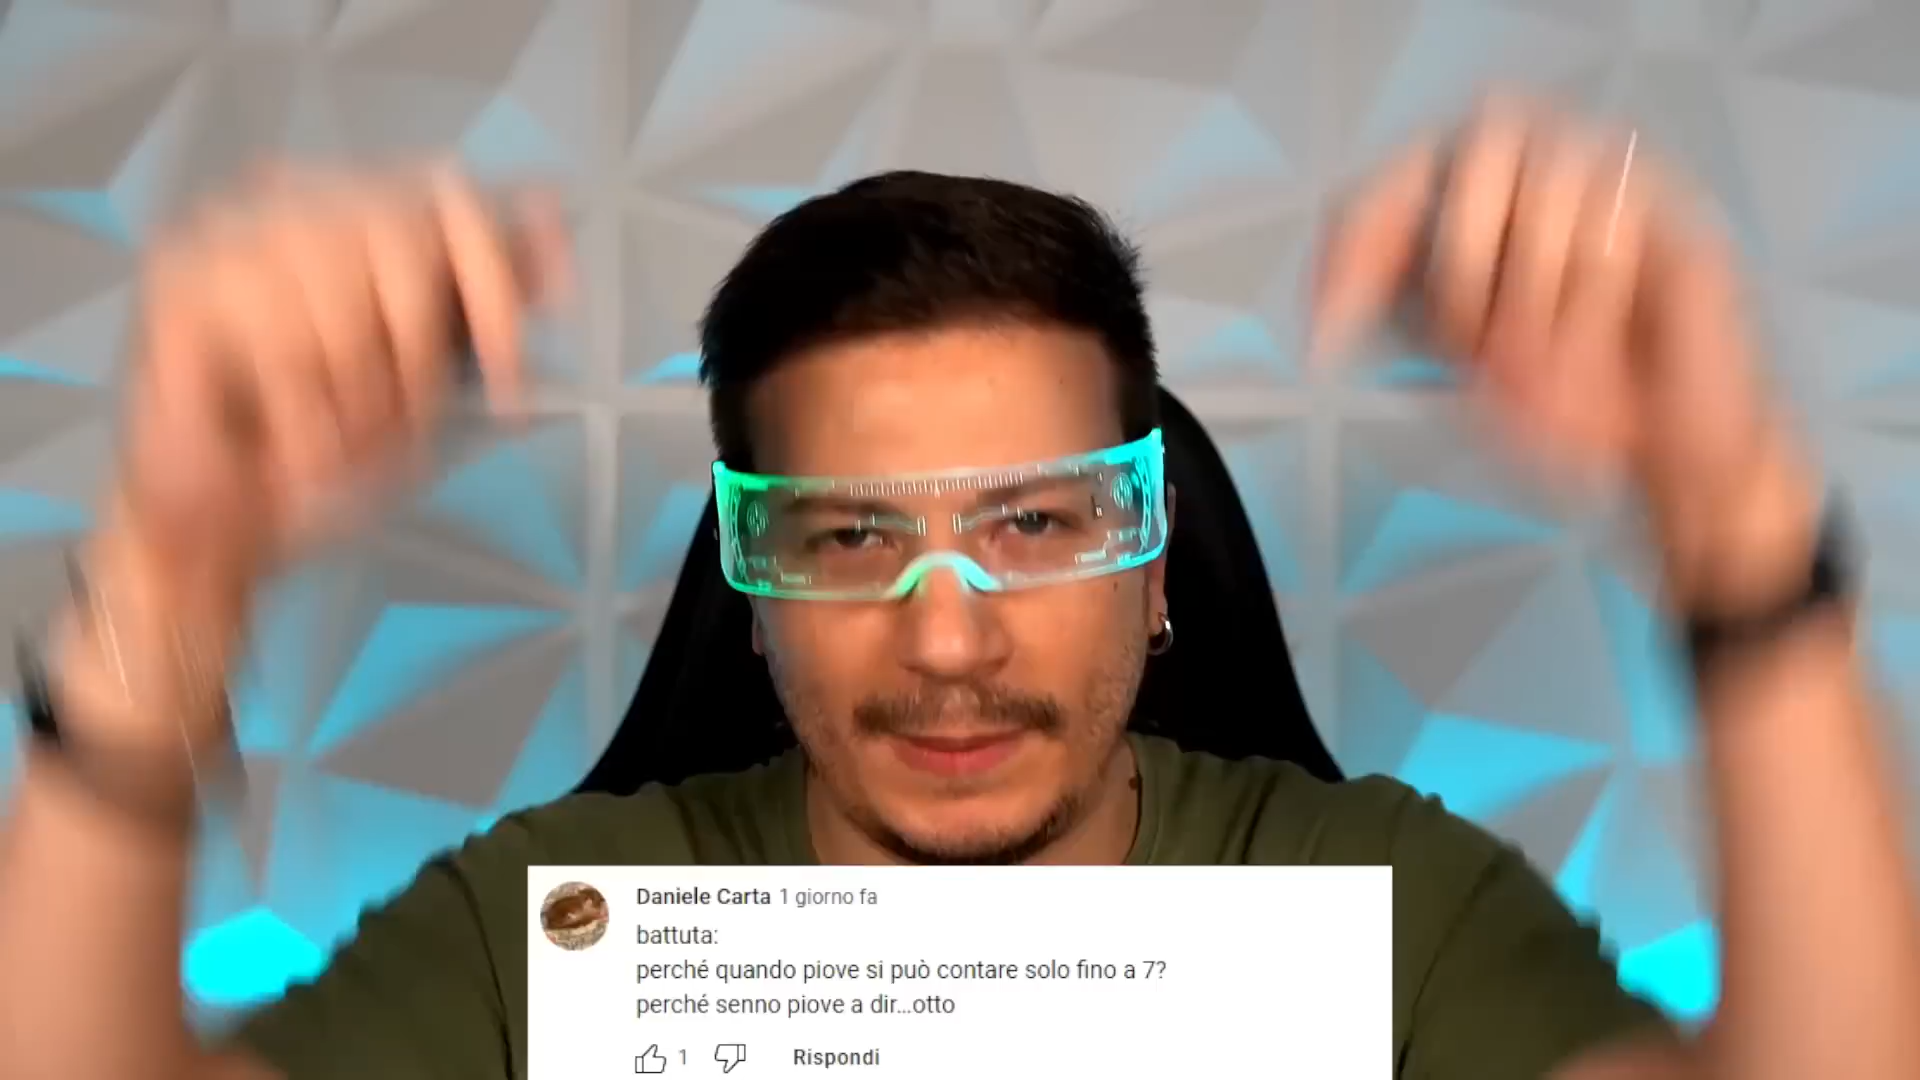 Daniele Carta 1 giorno fa
battuta:
perché quando piove si può contare solo fino a 7?
perché senno piove a dir...otto
1
Rispondi